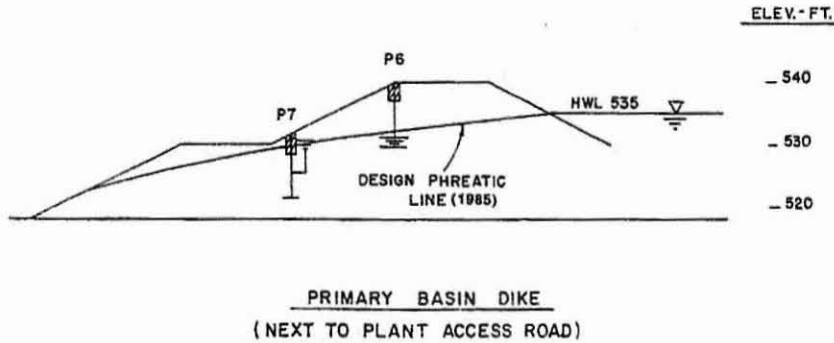 ELEV.-FT.
P6
540
HWL 535
P7
530
DESIGN PHREATIC
LINE (1985)
520
PRIMARY BASIN DIKE
(NEXT TO PLANT ACCESS ROAD)